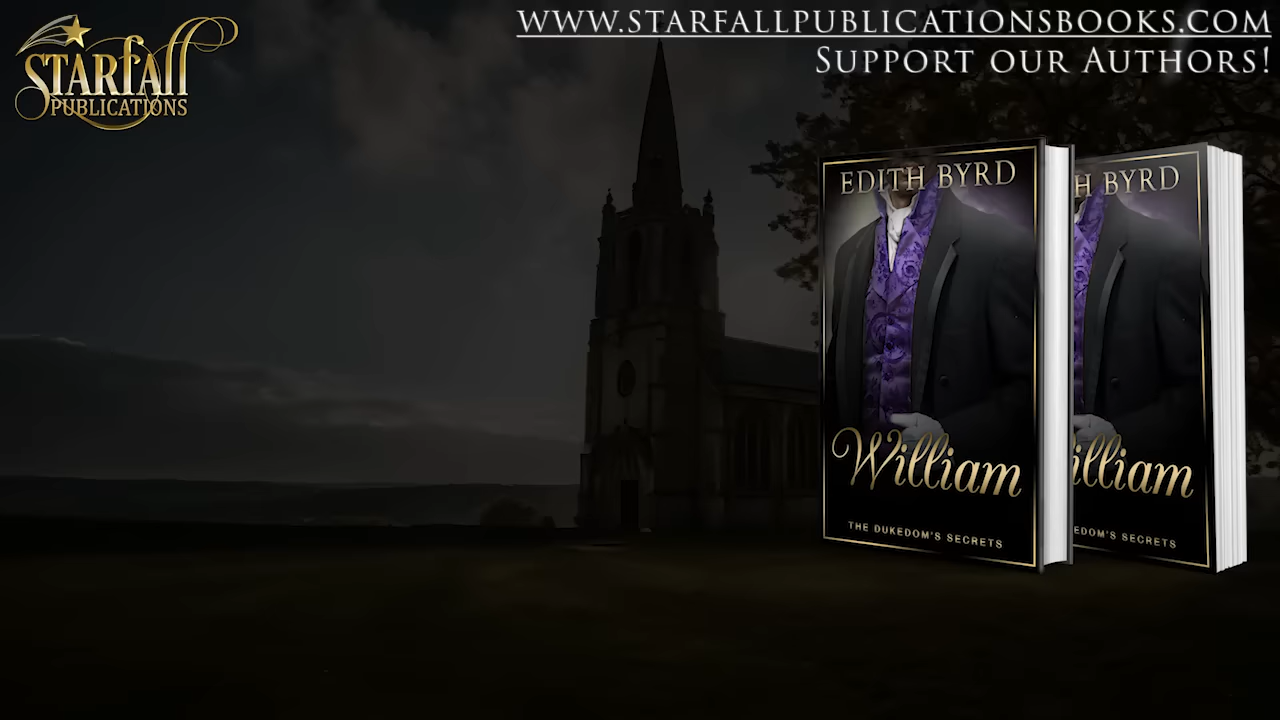 STARfall
PUBLICATIONS
www.starfallpublicationsbooks.com
Support our Authors!
EDITH BYRD
William
THE DUKEDOM'S SECRETS
H BYRD
illiam
EDOM'S SECRETS